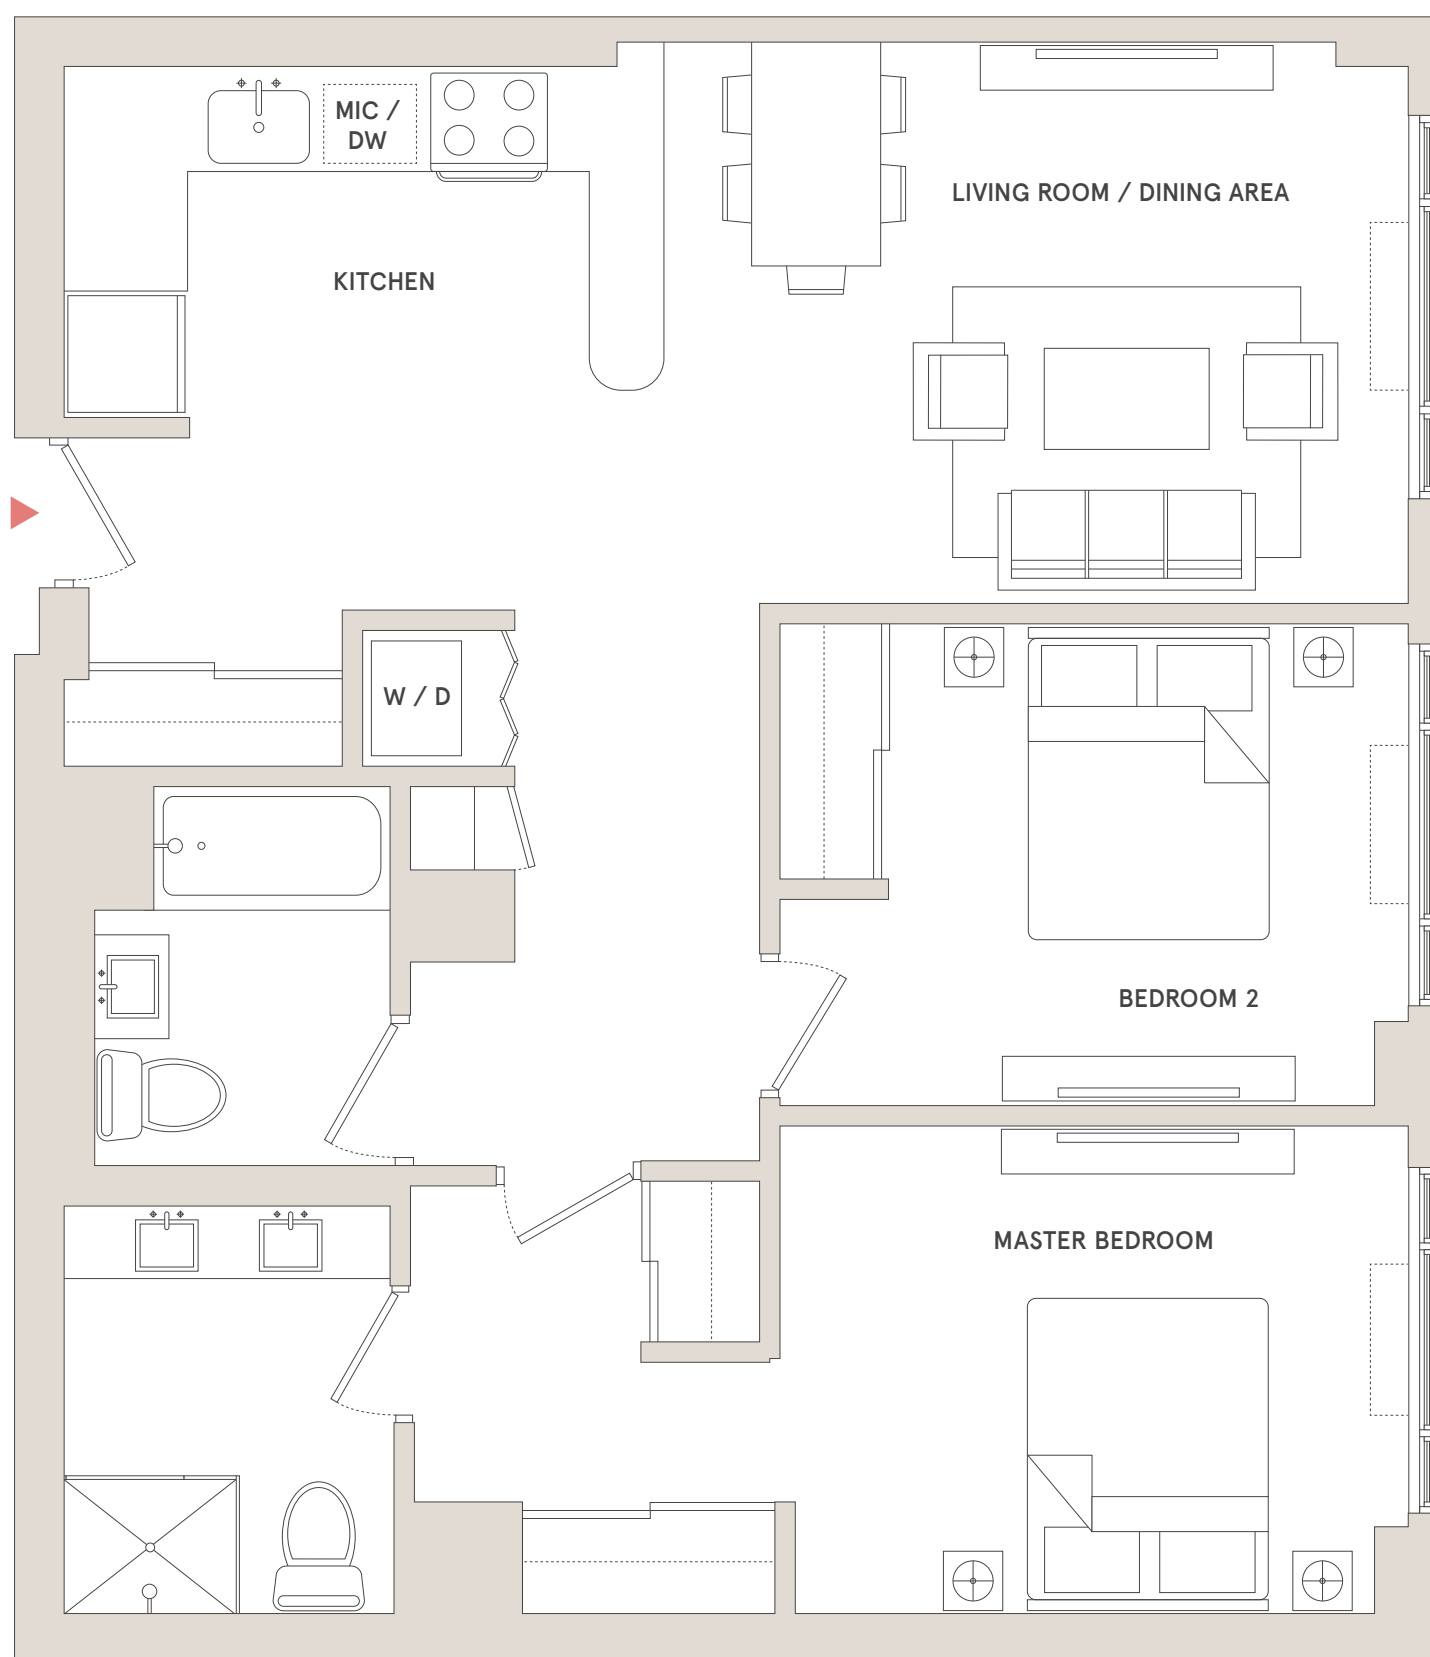 MIC /
DW
LIVING ROOM / DINING AREA
KITCHEN
W / D
BEDROOM 2
MASTER BEDROOM